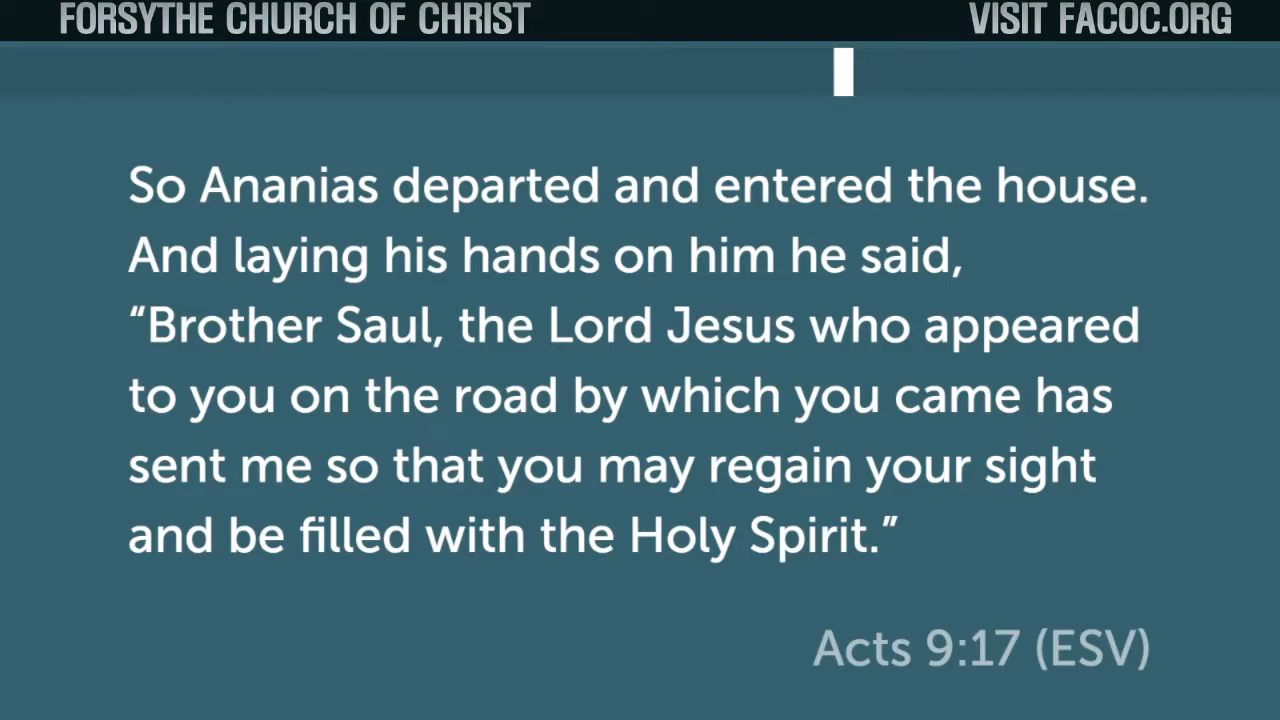 FORSYTHE CHURCH OF CHRIST
VISIT FACOC.ORG
So Ananias departed and entered the house.
And laying his hands on him he said,
“Brother Saul, the Lord Jesus who appeared
to you on the road by which you came has
sent me so that you may regain your sight
and be filled with the Holy Spirit.”
Acts 9:17 (ESV)